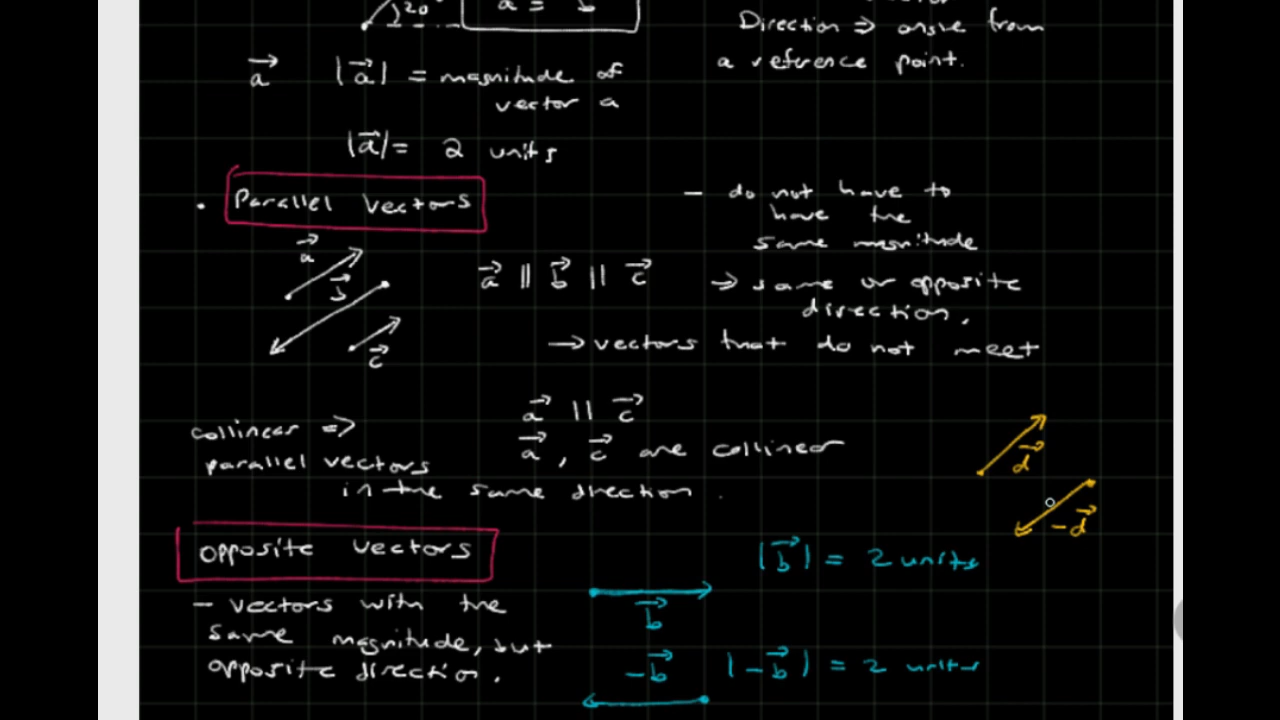 20°
a = b
Direction ⇒ angle from
a reference point.
a⃗ |a⃗| = magnitude of
vector a
|a⃗| = 2 units
• Parallel vectors
- do not have to
have the
same magnitude
a⃗
b⃗
c⃗
a⃗ || b⃗ || c⃗
→ same or opposite
direction.
→ vectors that do not meet
collinear ⇒
parallel vectors
in the same direction.
a⃗ || c⃗
a⃗, c⃗ are collinear
d⃗
-d⃗
opposite vectors
- vectors with the
same magnitude, but
opposite direction.
b⃗
|b⃗| = 2 units
-b⃗
|-b⃗| = 2 units